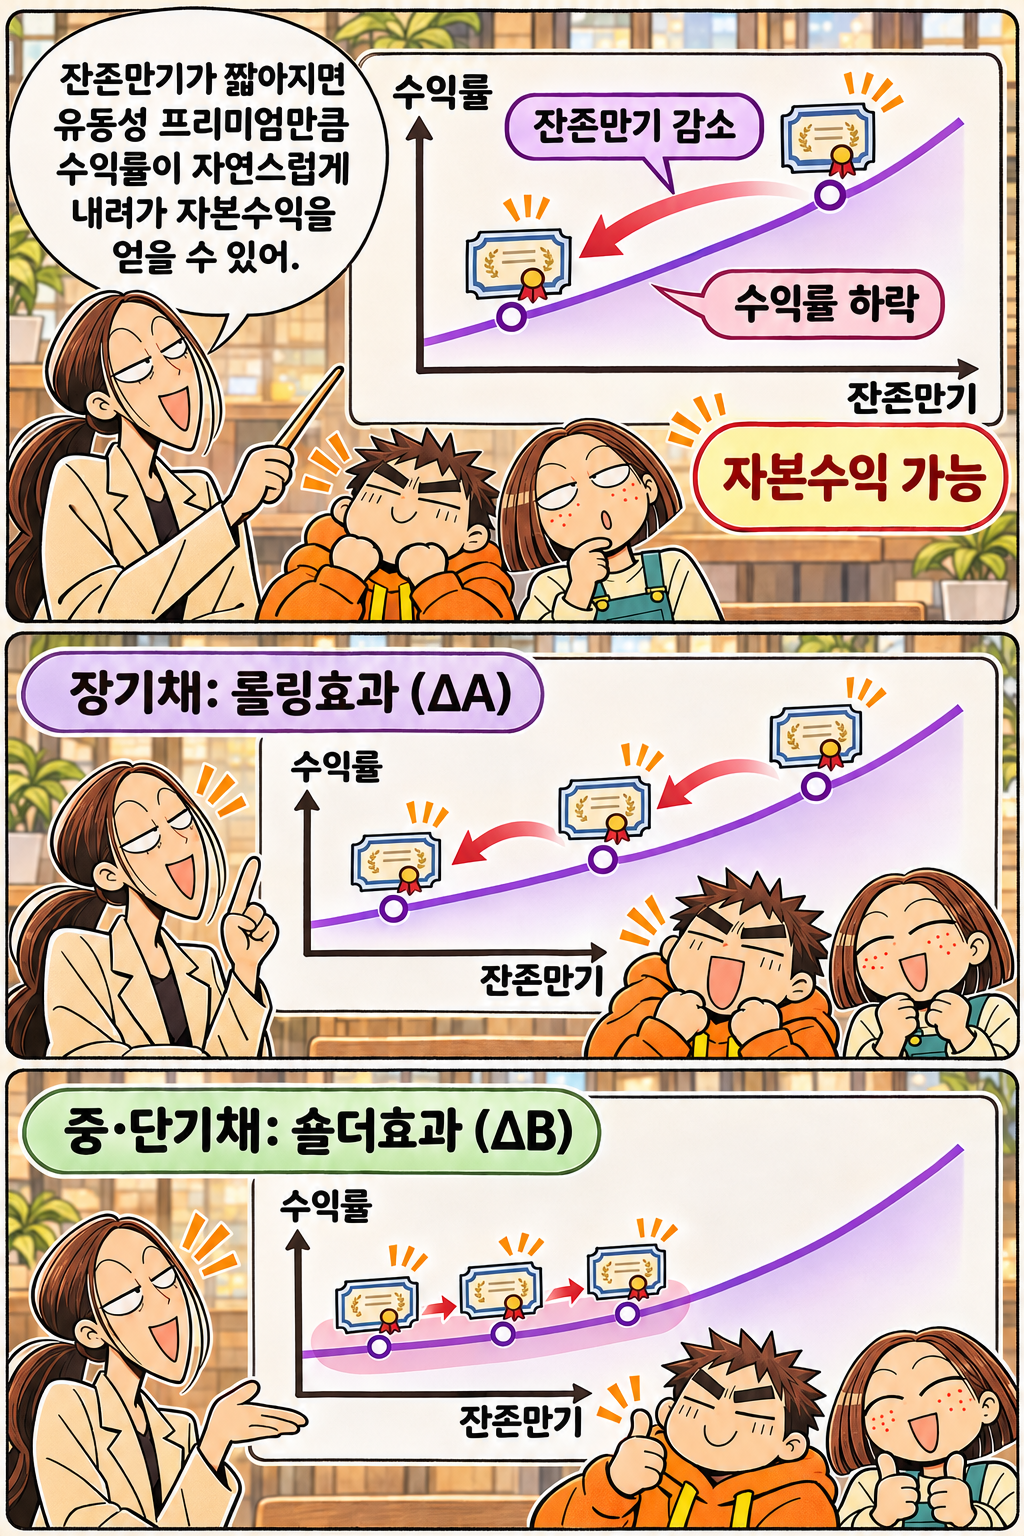 잔존만기가 짧아지면
유동성 프리미엄만큼
수익률이 자연스럽게
내려가 자본수익을
얻을 수 있어.
수익률
잔존만기 감소
수익률 하락
잔존만기
자본수익 가능
장기채: 롤링효과 (ΔA)
수익률
잔존만기
중·단기채: 숄더효과 (ΔB)
수익률
잔존만기